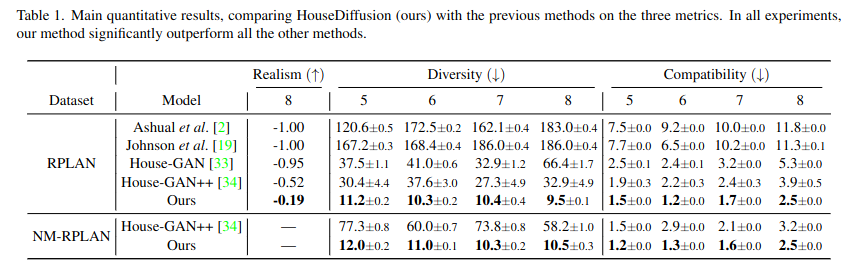 Table 1. Main quantitative results, comparing HouseDiffusion (ours) with the previous methods on the three metrics. In all experiments,
our method significantly outperform all the other methods.
Realism (↑) Diversity (↓) Compatibility (↓)
Dataset Model 8 5 6 7 8 5 6 7 8
Ashual et al. [2] -1.00 120.6±0.5 172.5±0.2 162.1±0.4 183.0±0.4 7.5±0.0 9.2±0.0 10.0±0.0 11.8±0.0
Johnson et al. [19] -1.00 167.2±0.3 168.4±0.4 186.0±0.4 186.0±0.4 7.7±0.0 6.5±0.0 10.2±0.0 11.3±0.1
RPLAN House-GAN [33] -0.95 37.5±1.1 41.0±0.6 32.9±1.2 66.4±1.7 2.5±0.1 2.4±0.1 3.2±0.0 5.3±0.0
House-GAN++ [34] -0.52 30.4±4.4 37.6±3.0 27.3±4.9 32.9±4.9 1.9±0.3 2.2±0.3 2.4±0.3 3.9±0.5
Ours -0.19 11.2±0.2 10.3±0.2 10.4±0.4 9.5±0.1 1.5±0.0 1.2±0.0 1.7±0.0 2.5±0.0
NM-RPLAN House-GAN++ [34] — 77.3±0.8 60.0±0.7 73.8±0.8 58.2±1.0 1.5±0.0 2.9±0.0 2.1±0.0 3.2±0.0
Ours — 12.0±0.2 11.0±0.1 10.3±0.2 10.5±0.3 1.2±0.0 1.3±0.0 1.6±0.0 2.5±0.0